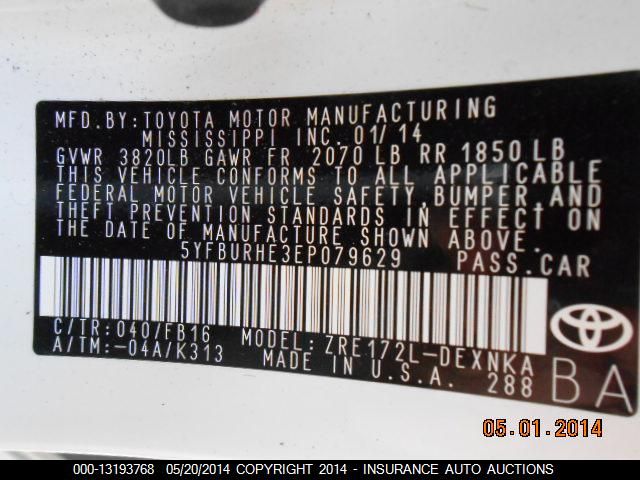 MFD. BY: TOYOTA MOTOR MANUFACTURING
MISSISSIPPI INC. 01/14
GVWR 3820LB GAWR FR 2070 LB RR 1850 LB
THIS VEHICLE CONFORMS TO ALL APPLICABLE
FEDERAL MOTOR VEHICLE SAFETY, BUMPER, AND
THEFT PREVENTION STANDARDS IN EFFECT ON
THE DATE OF MANUFACTURE SHOWN ABOVE.
5YFBURHE3EP079629 PASS. CAR
C/TR: 040/FB16 MODEL: ZRE172L-DEXNKA
A/TM: -04A/K313 MADE IN U.S.A. 288
BA
05.01.2014
000-13193768 05/20/2014 COPYRIGHT 2014 - INSURANCE AUTO AUCTIONS